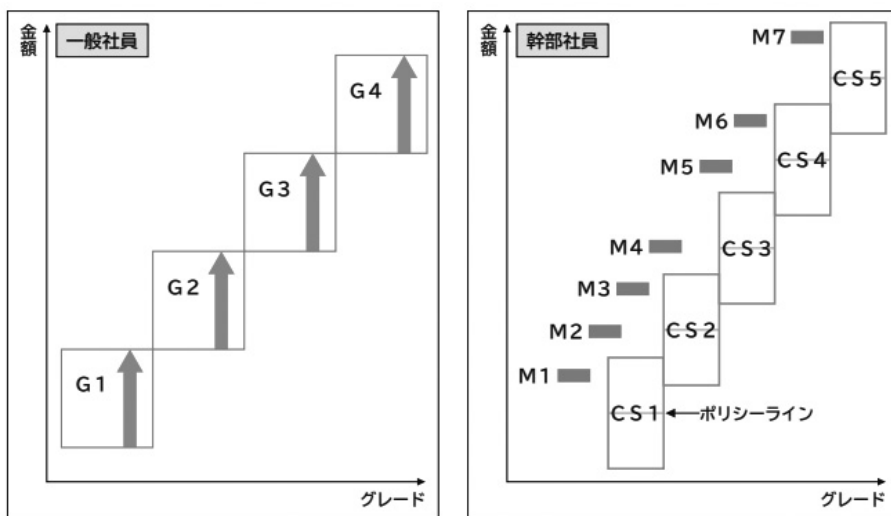 金額
一般社員
G4
G3
G2
G1
グレード
金額
幹部社員
M7
CS5
M6
CS4
M5
M4
CS3
M3
M2
CS2
M1
CS1
ポリシーライン
グレード